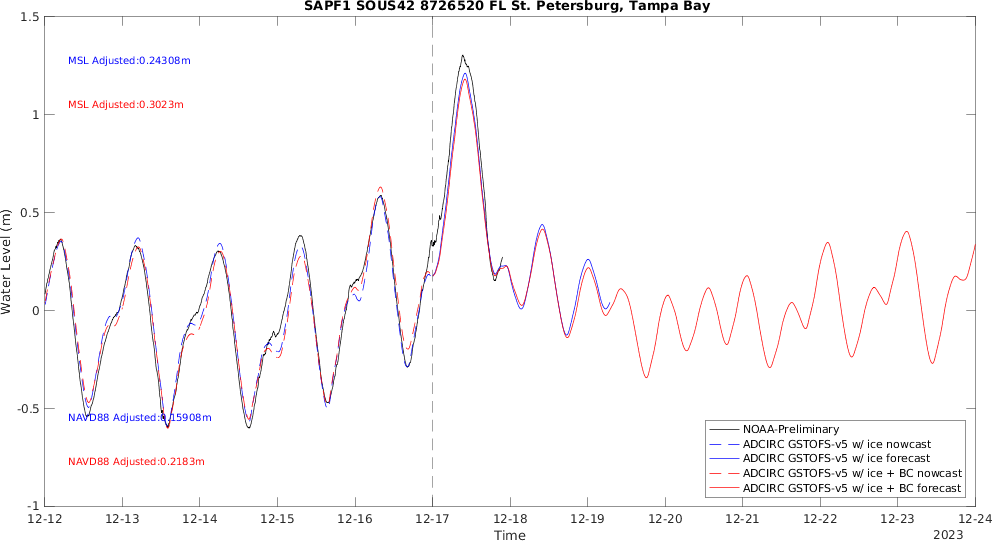 SAPF1 SOUS42 8726520 FL St. Petersburg, Tampa Bay
1.5
1
0.5
0
-0.5
-1
Water Level (m)
MSL Adjusted:0.24308m
MSL Adjusted:0.3023m
NAVD88 Adjusted:0.15908m
NAVD88 Adjusted:0.2183m
NOAA-Preliminary
ADCIRC GSTOFS-v5 w/ ice nowcast
ADCIRC GSTOFS-v5 w/ ice forecast
ADCIRC GSTOFS-v5 w/ ice + BC nowcast
ADCIRC GSTOFS-v5 w/ ice + BC forecast
12-12 12-13 12-14 12-15 12-16 12-17 12-18 12-19 12-20 12-21 12-22 12-23 12-24
Time
2023